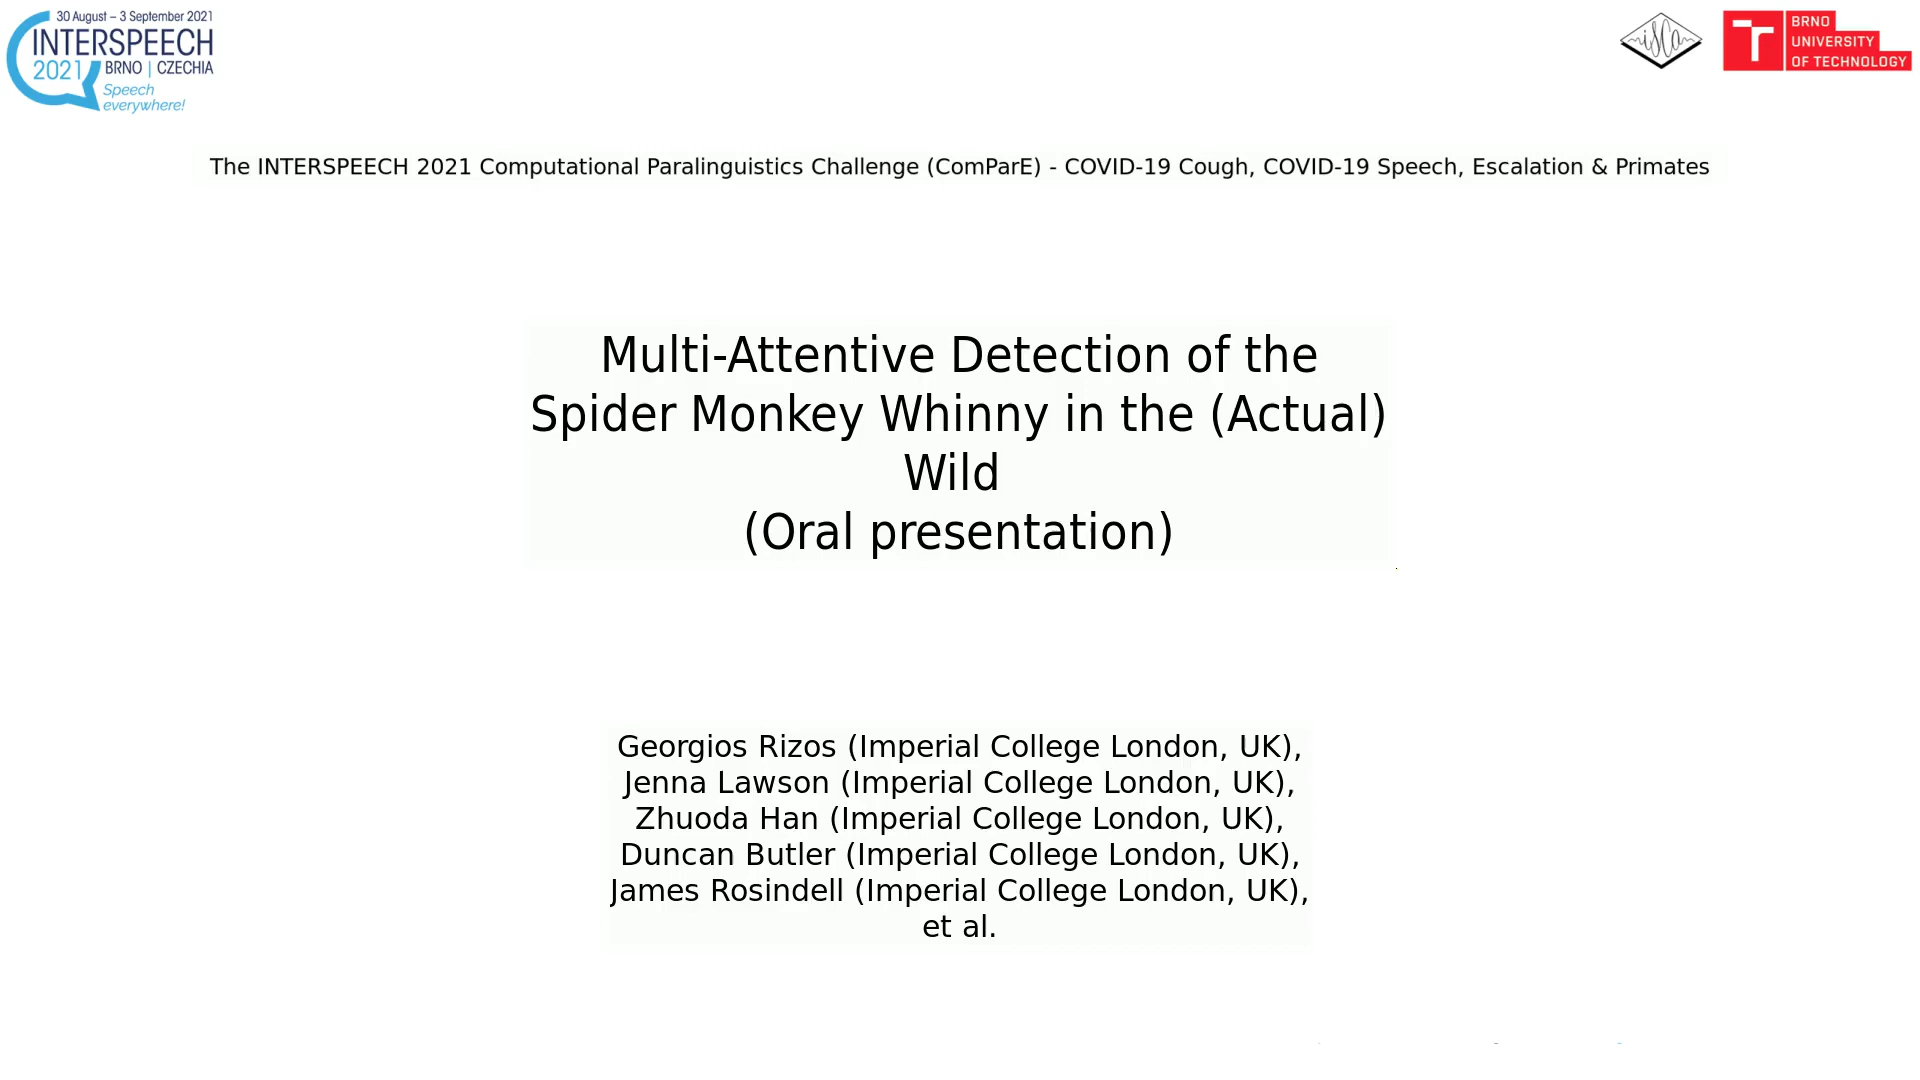 30 August – 3 September 2021
INTERSPEECH
2021 BRNO | CZECHIA
Speech
everywhere!
isca
BRNO
UNIVERSITY
OF TECHNOLOGY
The INTERSPEECH 2021 Computational Paralinguistics Challenge (ComParE) - COVID-19 Cough, COVID-19 Speech, Escalation & Primates
Multi-Attentive Detection of the
Spider Monkey Whinny in the (Actual)
Wild
(Oral presentation)
Georgios Rizos (Imperial College London, UK),
Jenna Lawson (Imperial College London, UK),
Zhuoda Han (Imperial College London, UK),
Duncan Butler (Imperial College London, UK),
James Rosindell (Imperial College London, UK),
et al.